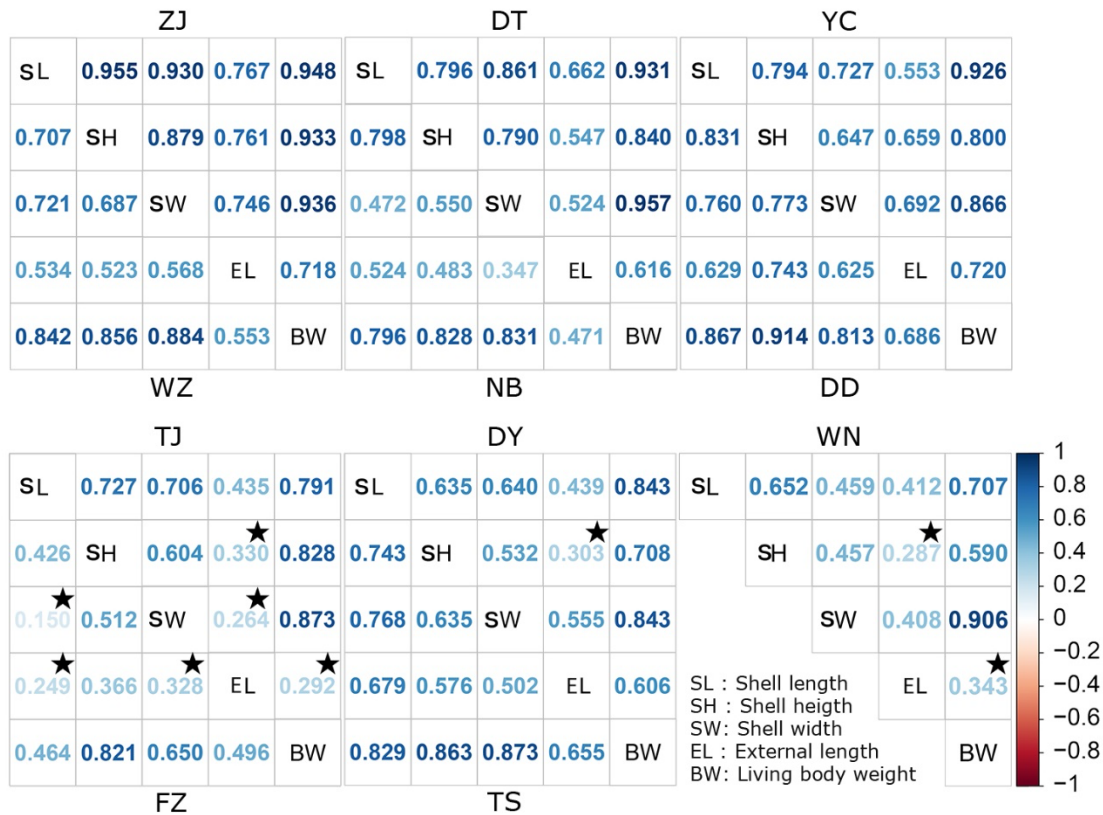 ZJ DT YC
SL 0.955 0.930 0.767 0.948 SL 0.796 0.861 0.662 0.931 SL 0.794 0.727 0.553 0.926
0.707 SH 0.879 0.761 0.933 0.798 SH 0.790 0.547 0.840 0.831 SH 0.647 0.659 0.800
0.721 0.687 SW 0.746 0.936 0.472 0.550 SW 0.524 0.957 0.760 0.773 SW 0.692 0.866
0.534 0.523 0.568 EL 0.718 0.524 0.483 0.347 EL 0.616 0.629 0.743 0.625 EL 0.720
0.842 0.856 0.884 0.553 BW 0.796 0.828 0.831 0.471 BW 0.867 0.914 0.813 0.686 BW
WZ NB DD
TJ DY WN
SL 0.727 0.706 0.435 0.791 SL 0.635 0.640 0.439 0.843 SL 0.652 0.459 0.412 0.707
0.426 SH 0.604 0.330 0.828 0.743 SH 0.532 0.303 0.708 SH 0.457 0.287 0.590
0.150 0.512 SW 0.264 0.873 0.768 0.635 SW 0.555 0.843 SW 0.408 0.906
0.249 0.366 0.328 EL 0.292 0.679 0.576 0.502 EL 0.606 EL 0.343
0.464 0.821 0.650 0.496 BW 0.829 0.863 0.873 0.655 BW BW
FZ TS
SL : Shell length
SH : Shell heigth
SW: Shell width
EL : External length
BW: Living body weight
1
0.8
0.6
0.4
0.2
0
−0.2
−0.4
−0.6
−0.8
−1